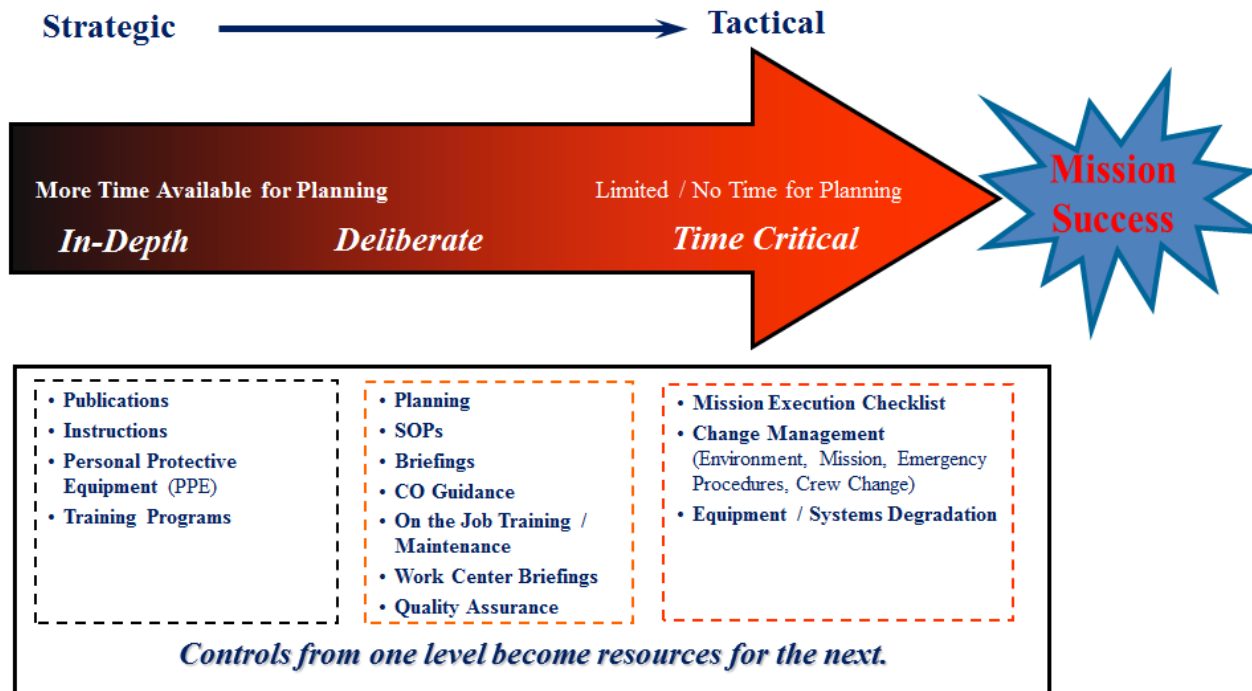 Strategic
Tactical
More Time Available for Planning
Limited / No Time for Planning
In-Depth
Deliberate
Time Critical
Mission
Success
• Publications
• Instructions
• Personal Protective
Equipment (PPE)
• Training Programs
• Planning
• SOPs
• Briefings
• CO Guidance
• On the Job Training /
Maintenance
• Work Center Briefings
• Quality Assurance
• Mission Execution Checklist
• Change Management
(Environment, Mission, Emergency
Procedures, Crew Change)
• Equipment / Systems Degradation
Controls from one level become resources for the next.